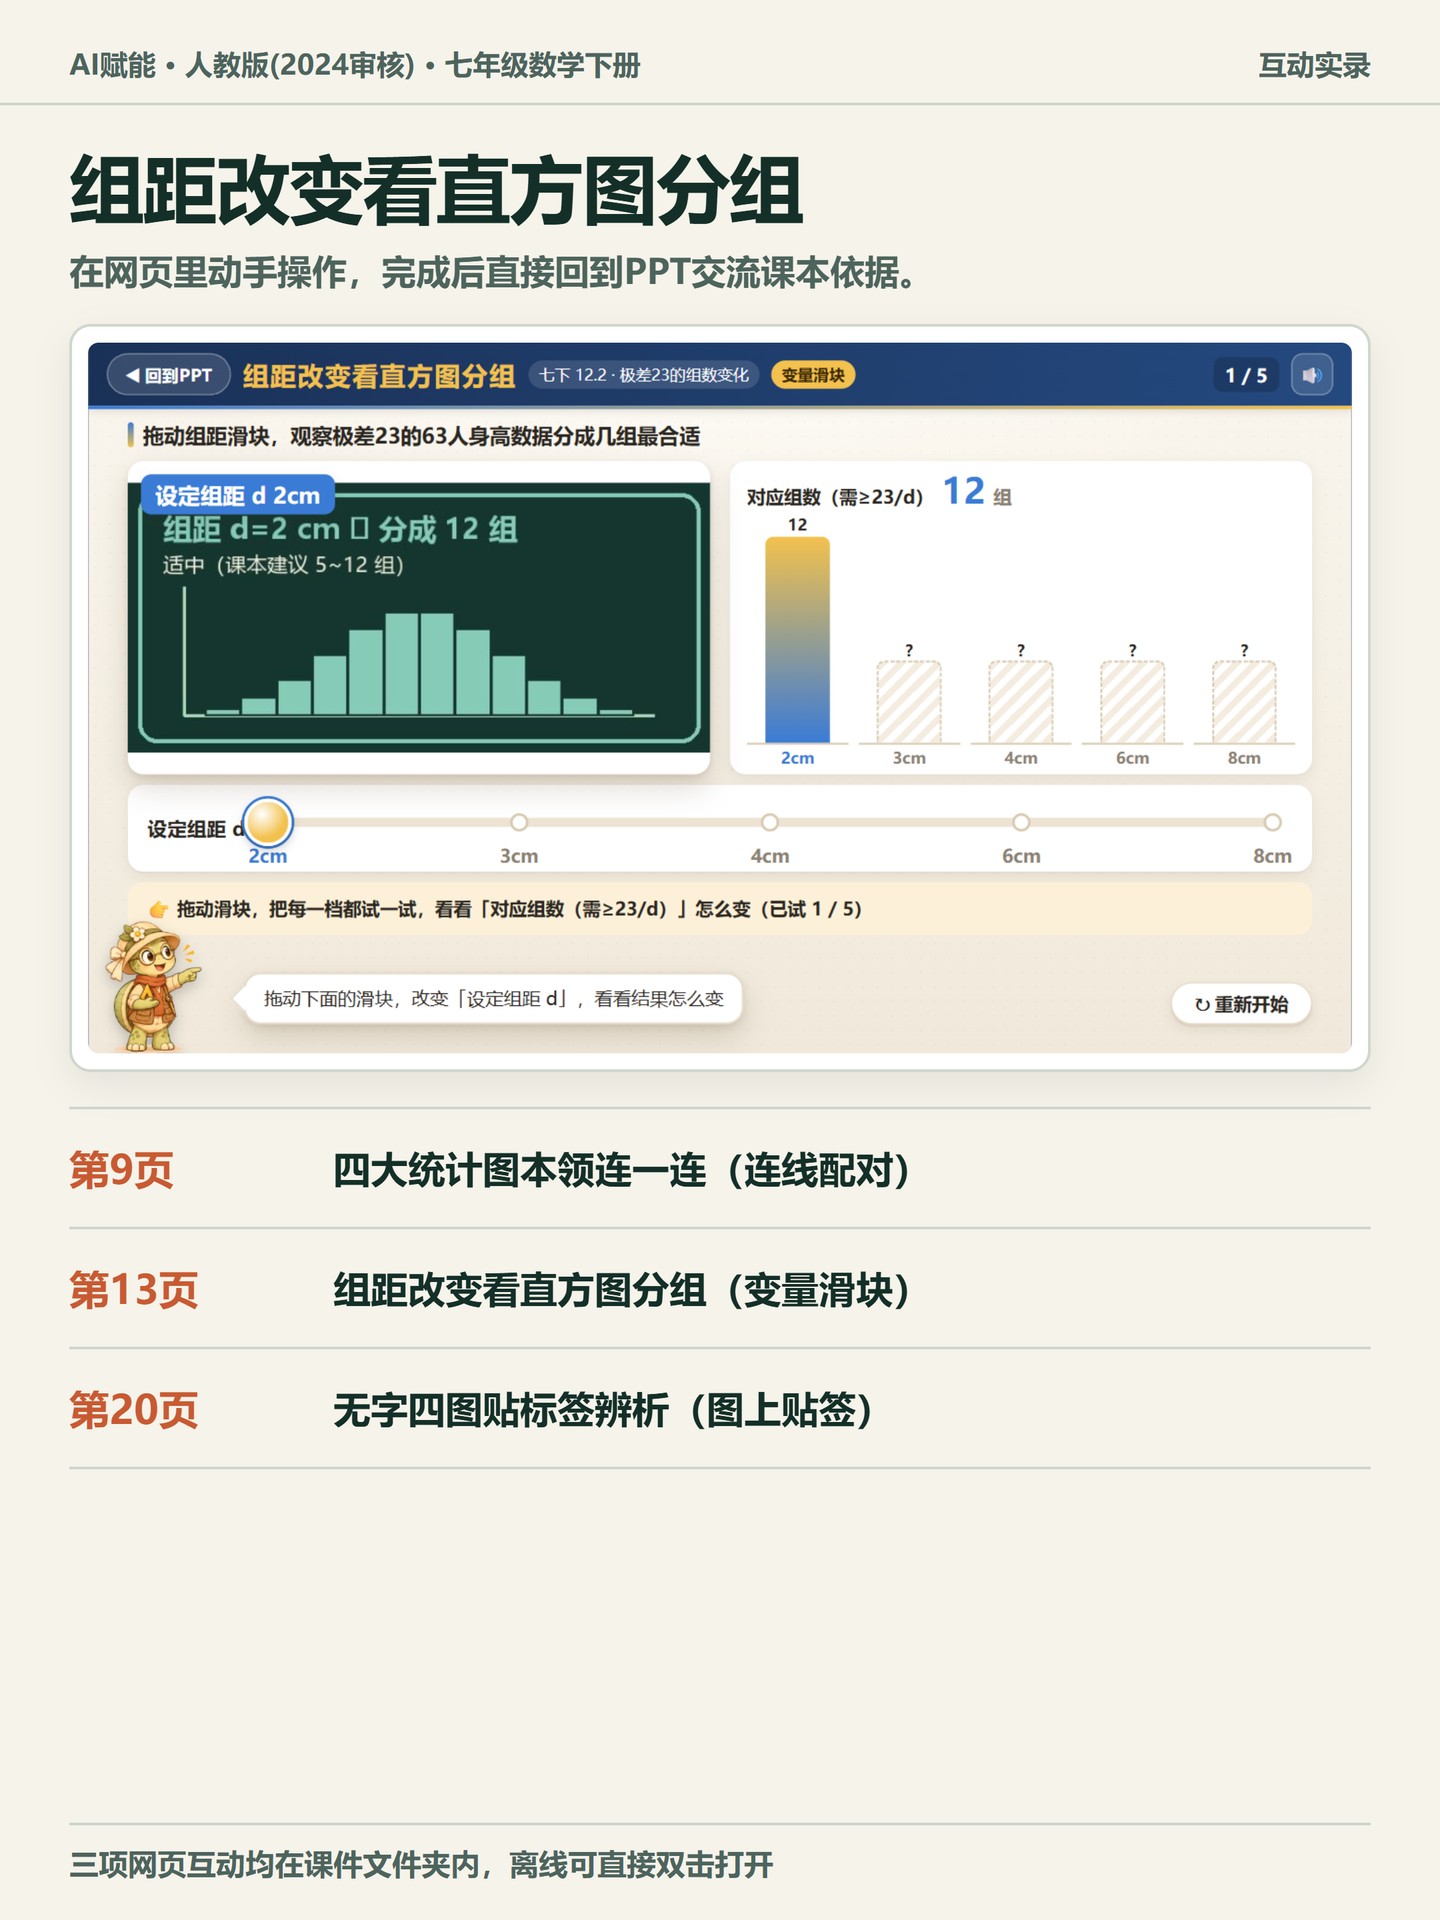 AI赋能 • 人教版(2024审核) • 七年级数学下册
互动实录
组距改变看直方图分组
在网页里动手操作，完成后直接回到PPT交流课本依据。
◀ 回到PPT
组距改变看直方图分组
七下 12.2 · 极差23的组数变化
变量滑块
1 / 5
拖动组距滑块，观察极差23的63人身高数据分成几组最合适
设定组距 d 2cm
组距 d=2 cm □ 分成 12 组
适中（课本建议 5~12 组）
对应组数（需≥23/d） 12 组
12
?
?
?
?
2cm
3cm
4cm
6cm
8cm
设定组距 d
2cm
3cm
4cm
6cm
8cm
👉 拖动滑块，把每一档都试一试，看看「对应组数（需≥23/d）」怎么变（已试 1 / 5）
拖动下面的滑块，改变「设定组距 d」，看看结果怎么变
↻ 重新开始
第9页 四大统计图本领连一连（连线配对）
第13页 组距改变看直方图分组（变量滑块）
第20页 无字四图贴标签辨析（图上贴签）
三项网页互动均在课件文件夹内，离线可直接双击打开